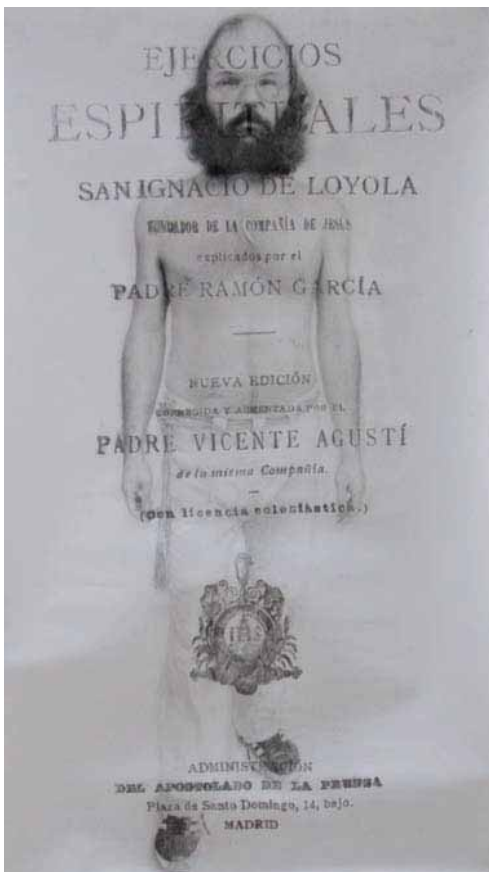 EJERCICIOS
ESPIRITUALES
SAN IGNACIO DE LOYOLA
FUNDADOR DE LA COMPAÑÍA DE JESÚS
explicados por el
PADRE RAMÓN GARCÍA
NUEVA EDICIÓN
CORREGIDA Y AUMENTADA POR EL
PADRE VICENTE AGUSTÍ
de la misma Compañía.
(Con licencia eclesiástica.)
IHS
ADMINISTRACIÓN
DEL APOSTOLADO DE LA PRENSA
Plaza de Santo Domingo, 14, bajo.
MADRID